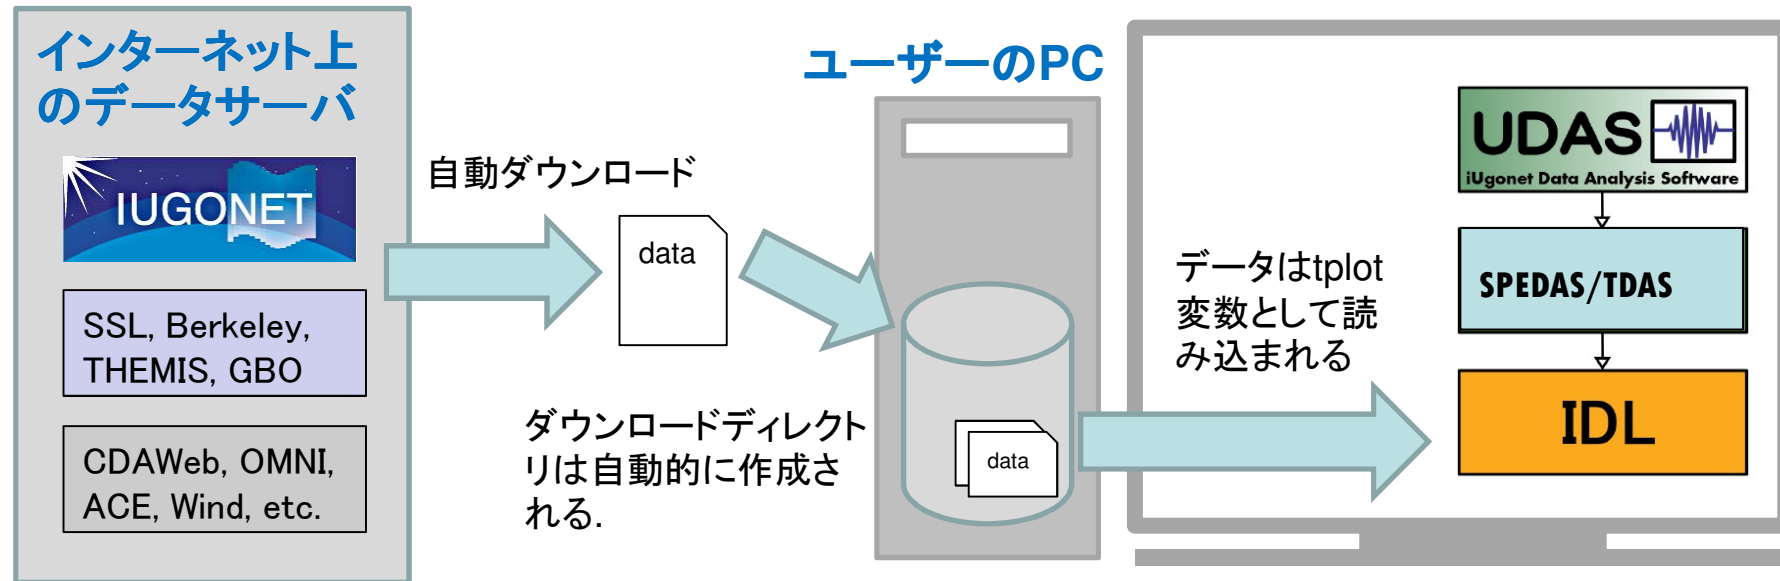 インターネット上
のデータサーバ
IUGONET
SSL, Berkeley,
THEMIS, GBO
CDAWeb, OMNI,
ACE, Wind, etc.
自動ダウンロード
data
ダウンロードディレクト
リは自動的に作成さ
れる.
ユーザーのPC
data
データはtplot
変数として読
み込まれる
UDAS
iUgonet Data Analysis Software
SPEDAS/TDAS
IDL